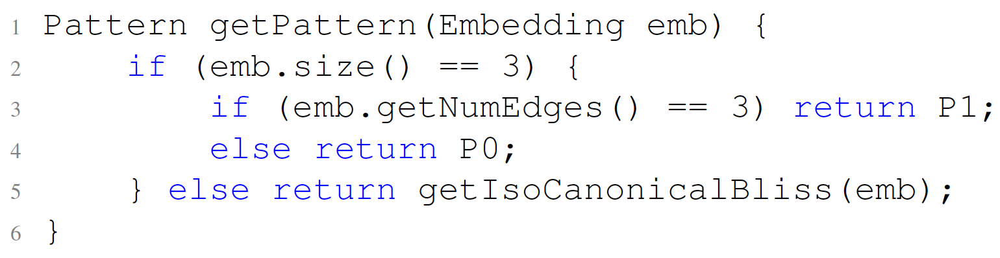 1 Pattern getPattern(Embedding emb) {
2 if (emb.size() == 3) {
3 if (emb.getNumEdges() == 3) return P1;
4 else return P0;
5 } else return getIsoCanonicalBliss(emb);
6 }